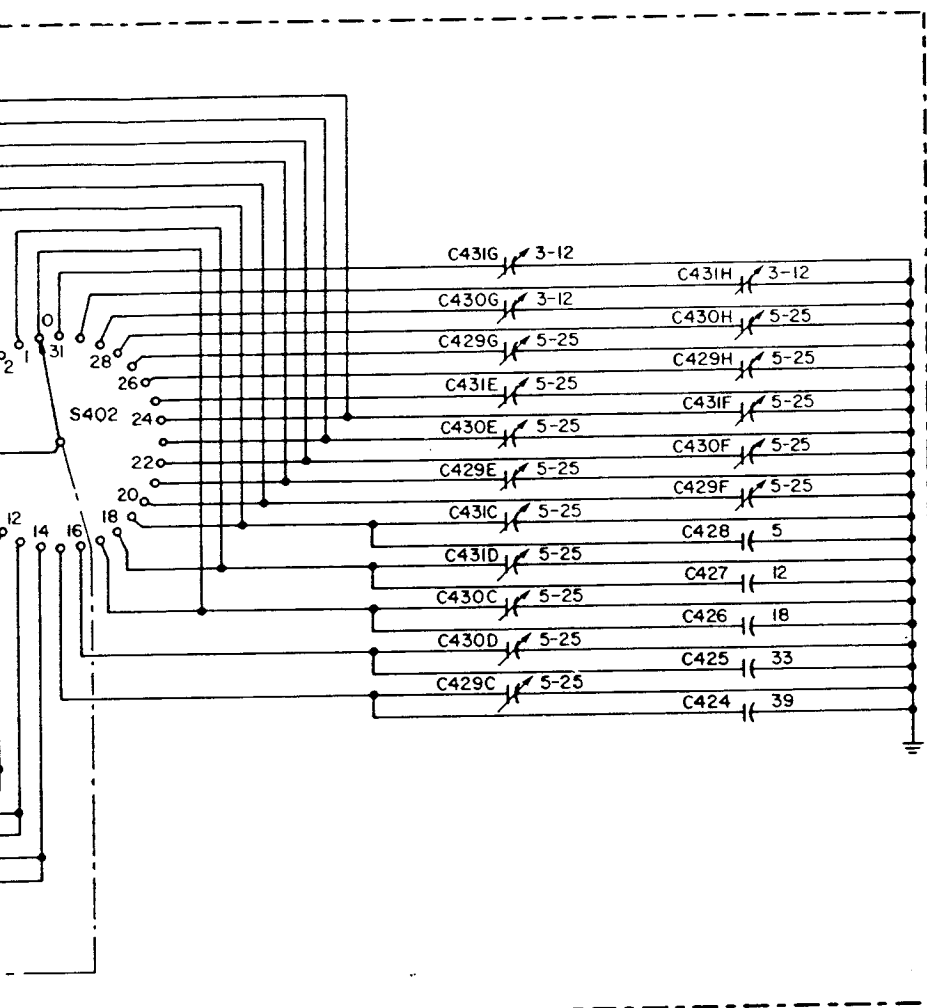 C431G 3-12
C431H 3-12
C430G 3-12
C430H 5-25
C429G 5-25
C429H 5-25
C431E 5-25
C431F 5-25
C430E 5-25
C430F 5-25
C429E 5-25
C429F 5-25
C431C 5-25
C428 5
C431D 5-25
C427 12
C430C 5-25
C426 18
C430D 5-25
C425 33
C429C 5-25
C424 39
0
31
1
2
28
26
S402
24
22
20
18
16
14
12